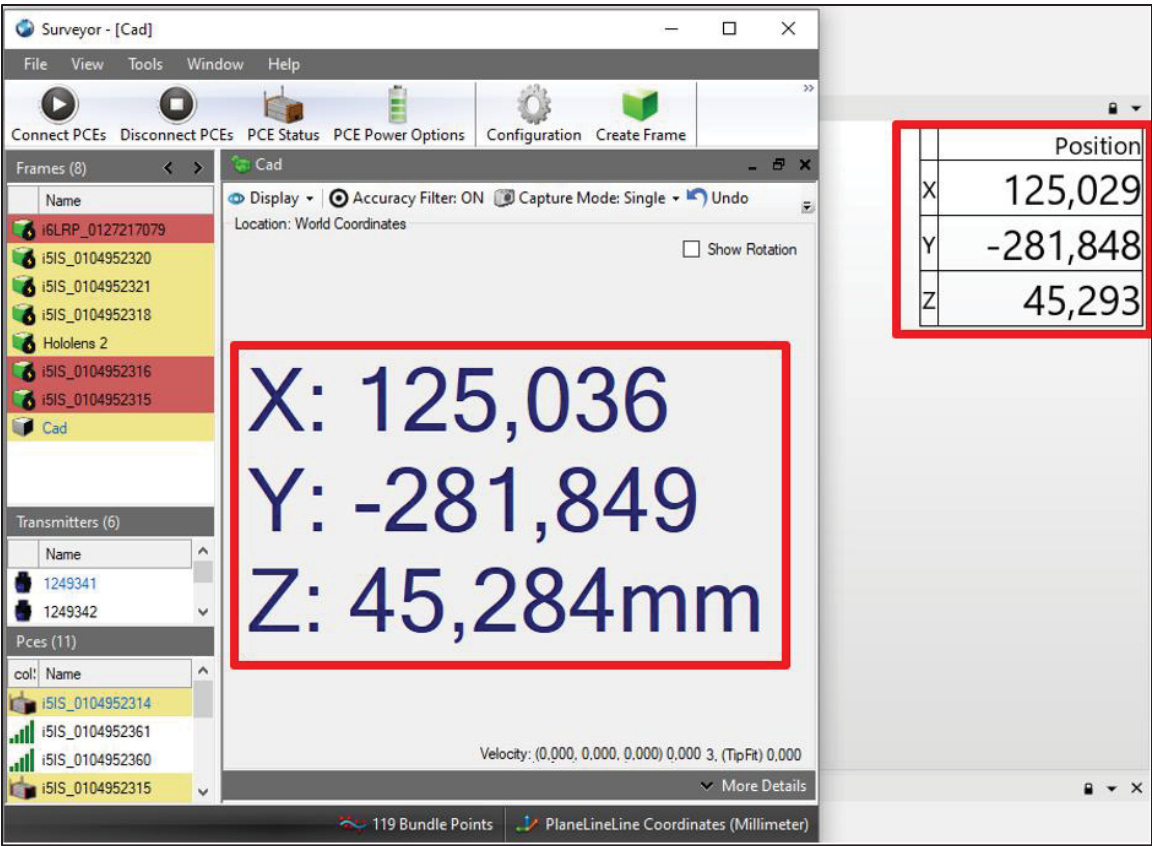 Surveyor - [Cad]
File View Tools Window Help
Connect PCEs Disconnect PCEs PCE Status PCE Power Options Configuration Create Frame
Frames (8)
Name
i6LRP_0127217079
i5IS_0104952320
i5IS_0104952321
i5IS_0104952318
Hololens 2
i5IS_0104952316
i5IS_0104952315
Cad
Transmitters (6)
Name
1249341
1249342
Pces (11)
col: Name
i5IS_0104952314
i5IS_0104952361
i5IS_0104952360
i5IS_0104952315
Cad
Display Accuracy Filter: ON Capture Mode: Single Undo
Location: World Coordinates
Show Rotation
X: 125,036
Y: -281,849
Z: 45,284mm
Velocity: (0,000, 0,000, 0,000) 0,000 3, (TipFit) 0,000
More Details
119 Bundle Points PlaneLineLine Coordinates (Millimeter)
Position
X 125,029
Y -281,848
Z 45,293